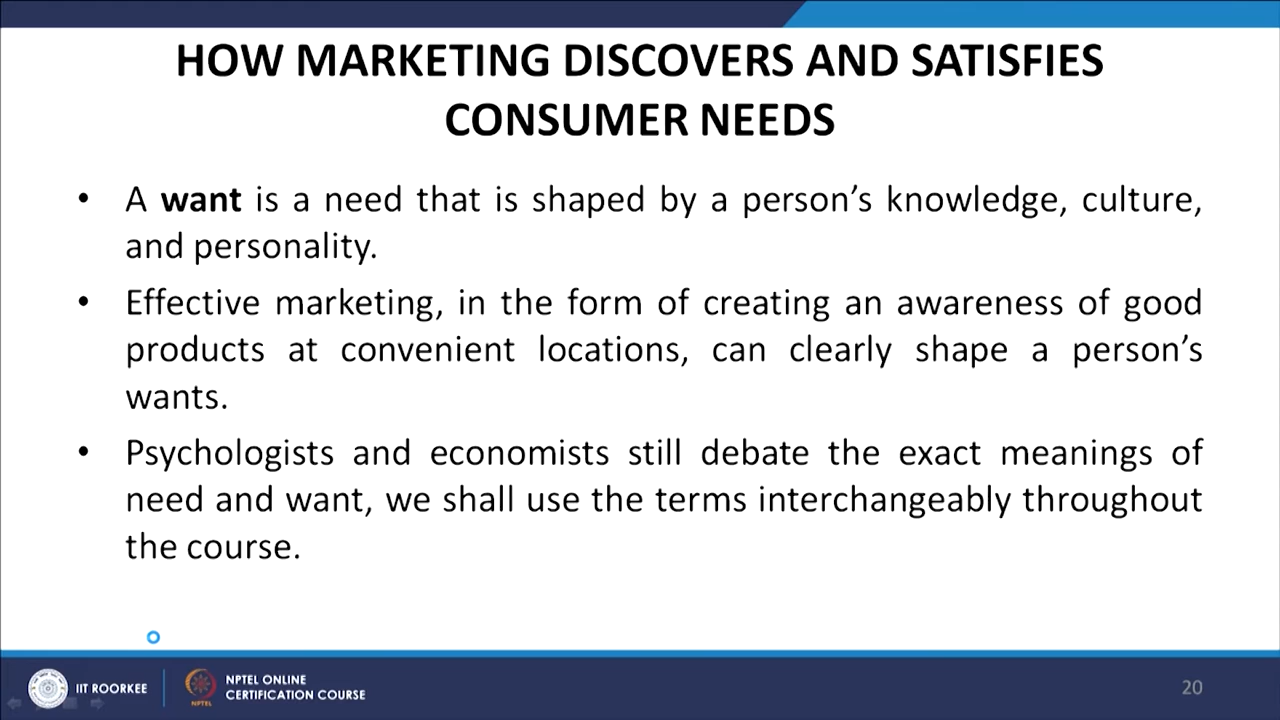 HOW MARKETING DISCOVERS AND SATISFIES
CONSUMER NEEDS
• A want is a need that is shaped by a person’s knowledge, culture,
and personality.
• Effective marketing, in the form of creating an awareness of good
products at convenient locations, can clearly shape a person’s
wants.
• Psychologists and economists still debate the exact meanings of
need and want, we shall use the terms interchangeably throughout
the course.
IIT ROORKEE
NPTEL
NPTEL ONLINE
CERTIFICATION COURSE
20